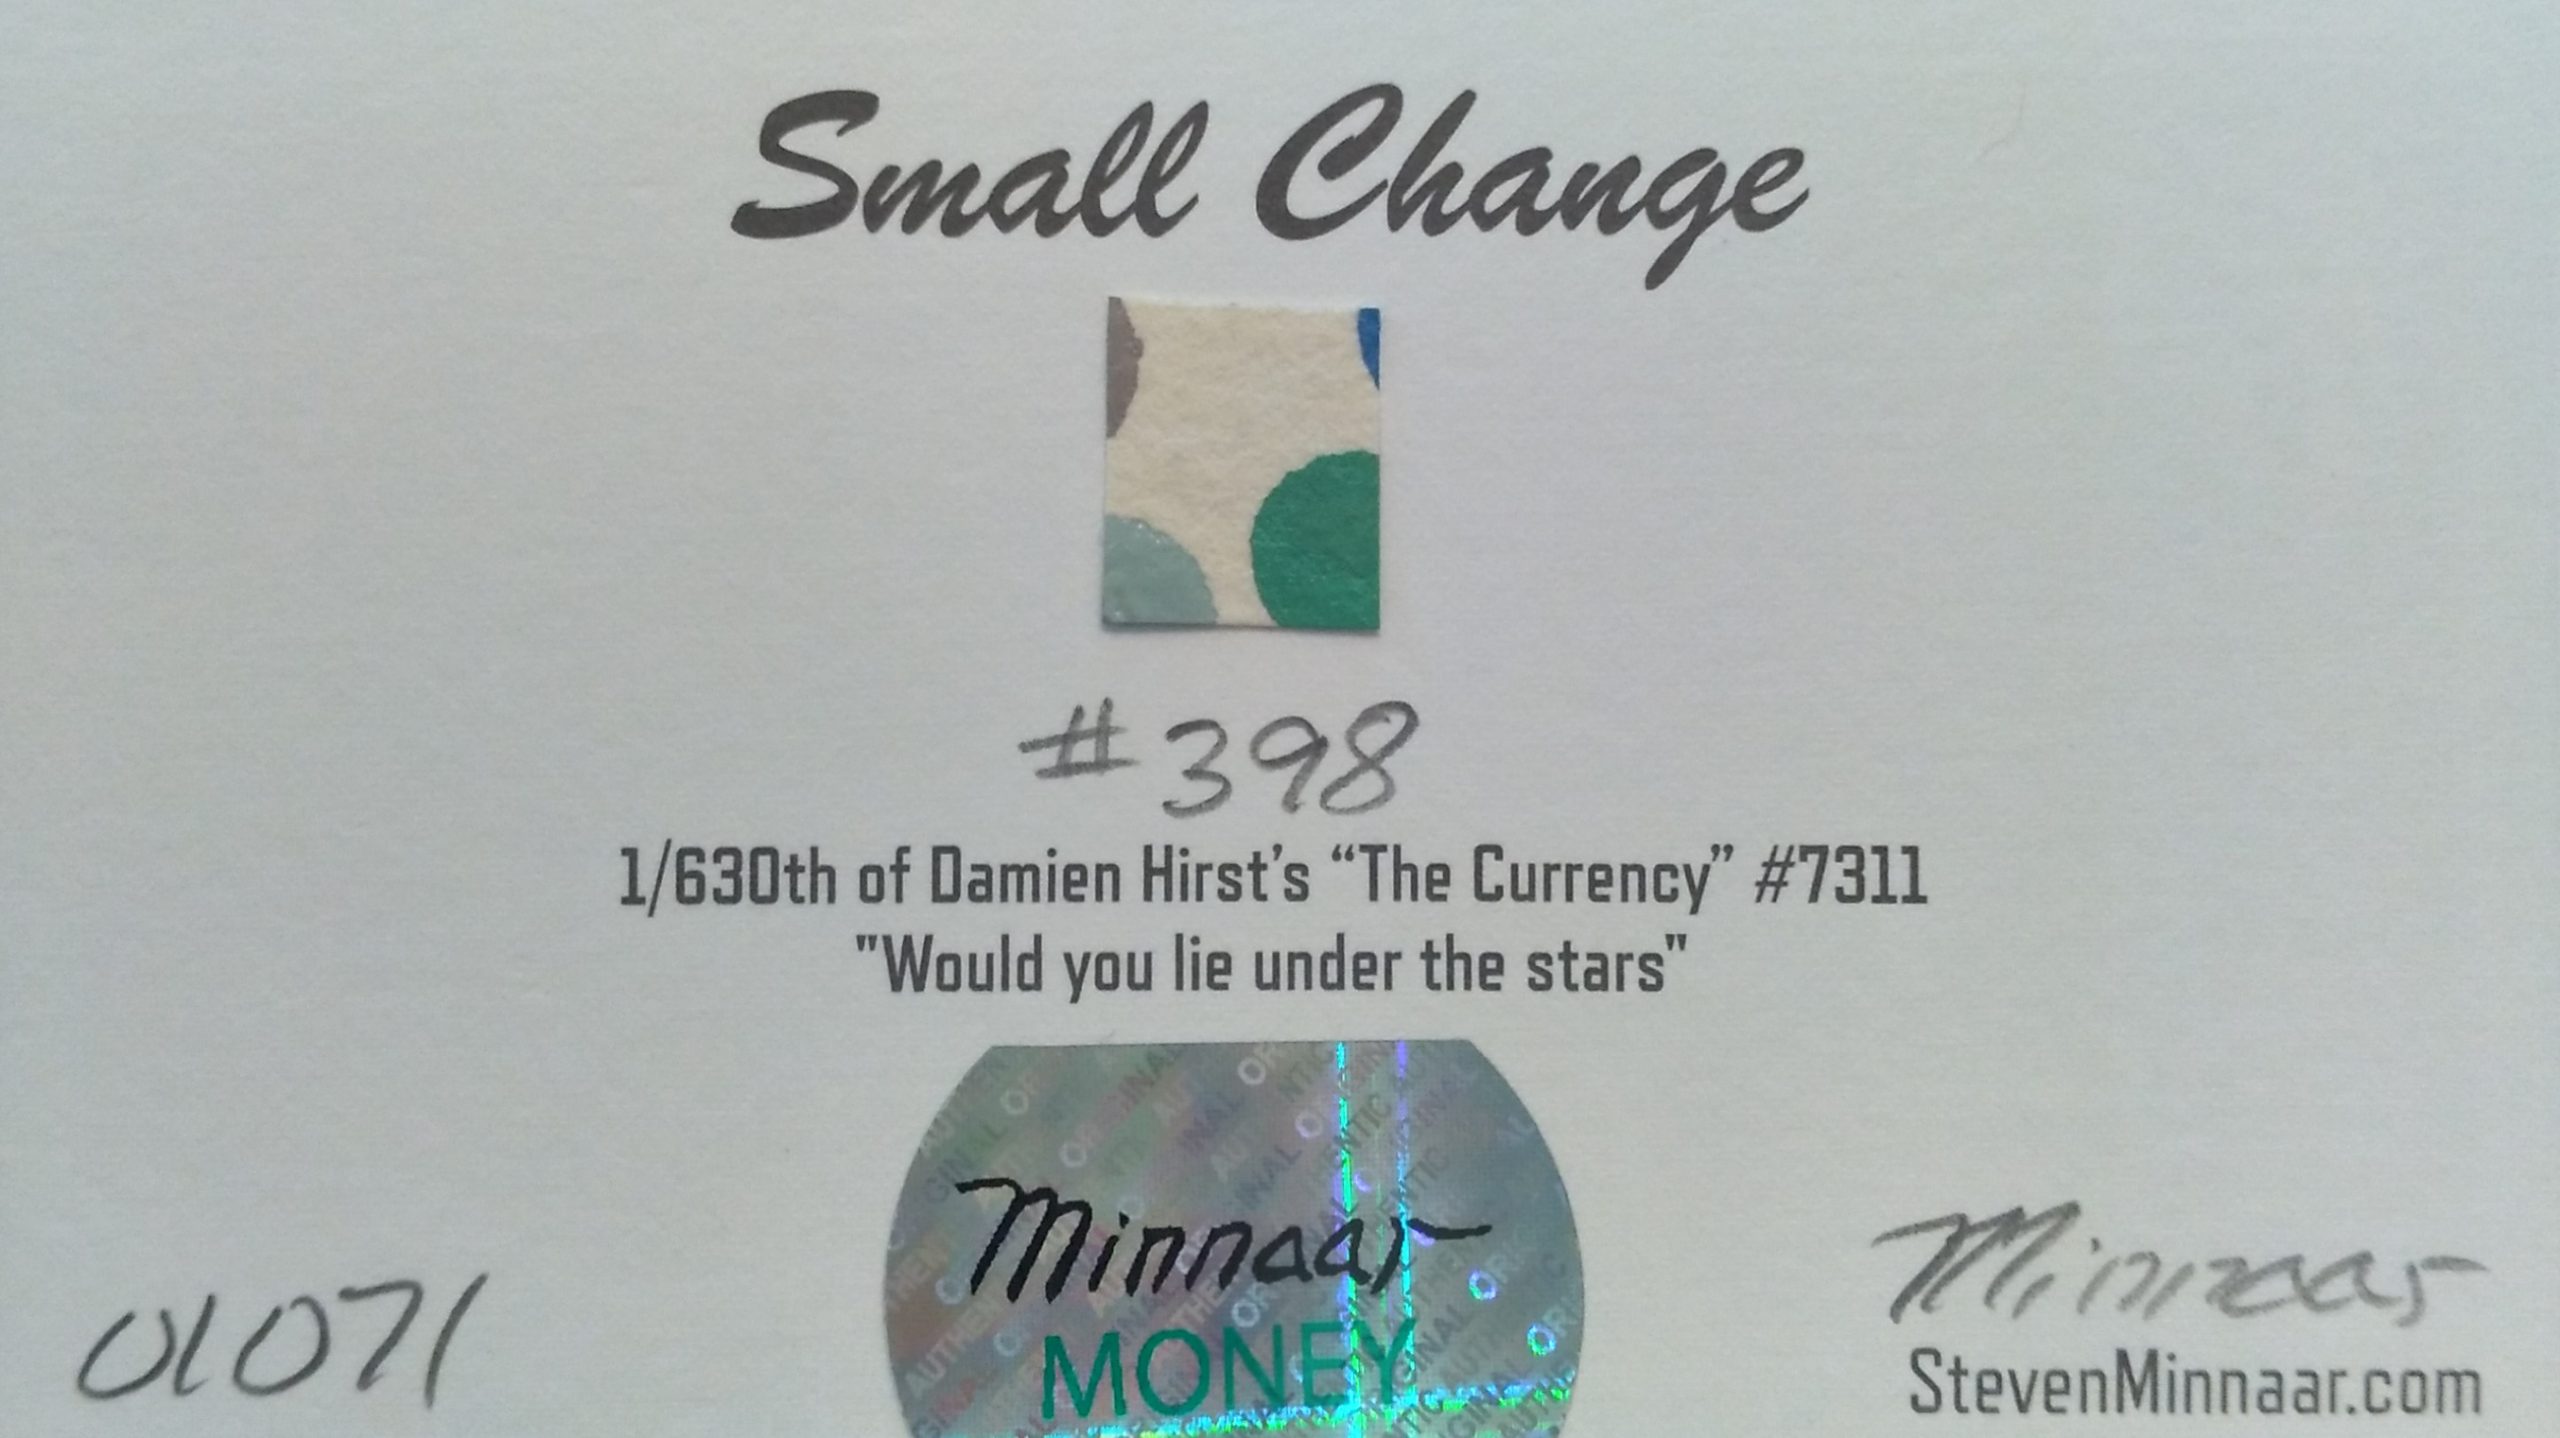 Small Change
#398
1/630th of Damien Hirst’s “The Currency” #7311
"Would you lie under the stars"
Minnaar
MONEY
01071
Minnaar
StevenMinnaar.com